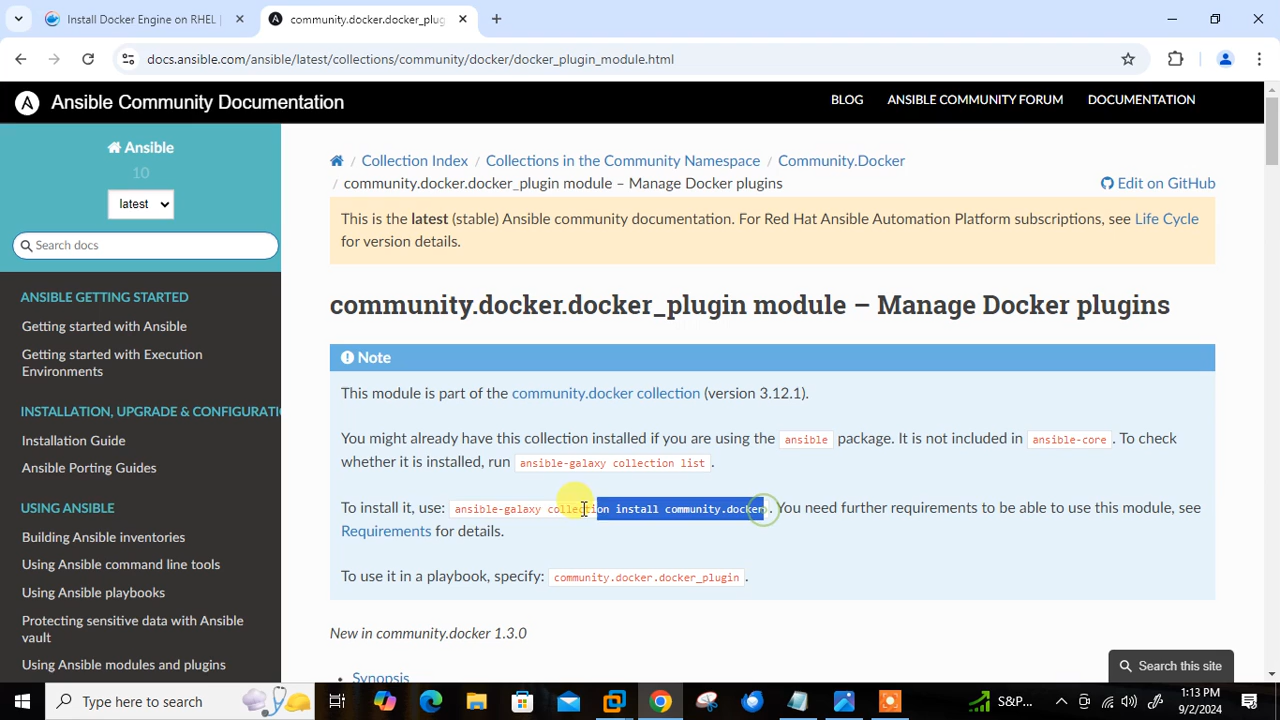 Install Docker Engine on RHEL |
community.docker.docker_plug
docs.ansible.com/ansible/latest/collections/community/docker/docker_plugin_module.html
A Ansible Community Documentation
BLOG
ANSIBLE COMMUNITY FORUM
DOCUMENTATION
Ansible
10
latest
Search docs
ANSIBLE GETTING STARTED
Getting started with Ansible
Getting started with Execution
Environments
INSTALLATION, UPGRADE & CONFIGURATI
Installation Guide
Ansible Porting Guides
USING ANSIBLE
Building Ansible inventories
Using Ansible command line tools
Using Ansible playbooks
Protecting sensitive data with Ansible
vault
Using Ansible modules and plugins
/ Collection Index / Collections in the Community Namespace / Community.Docker
/ community.docker.docker_plugin module – Manage Docker plugins
Edit on GitHub
This is the latest (stable) Ansible community documentation. For Red Hat Ansible Automation Platform subscriptions, see Life Cycle
for version details.
community.docker.docker_plugin module – Manage Docker plugins
Note
This module is part of the community.docker collection (version 3.12.1).
You might already have this collection installed if you are using the ansible package. It is not included in ansible-core. To check
whether it is installed, run ansible-galaxy collection list.
To install it, use: ansible-galaxy collection install community.docker. You need further requirements to be able to use this module, see
Requirements for details.
To use it in a playbook, specify: community.docker.docker_plugin.
New in community.docker 1.3.0
Synopsis
Search this site
Type here to search
S&P...
1:13 PM
9/2/2024